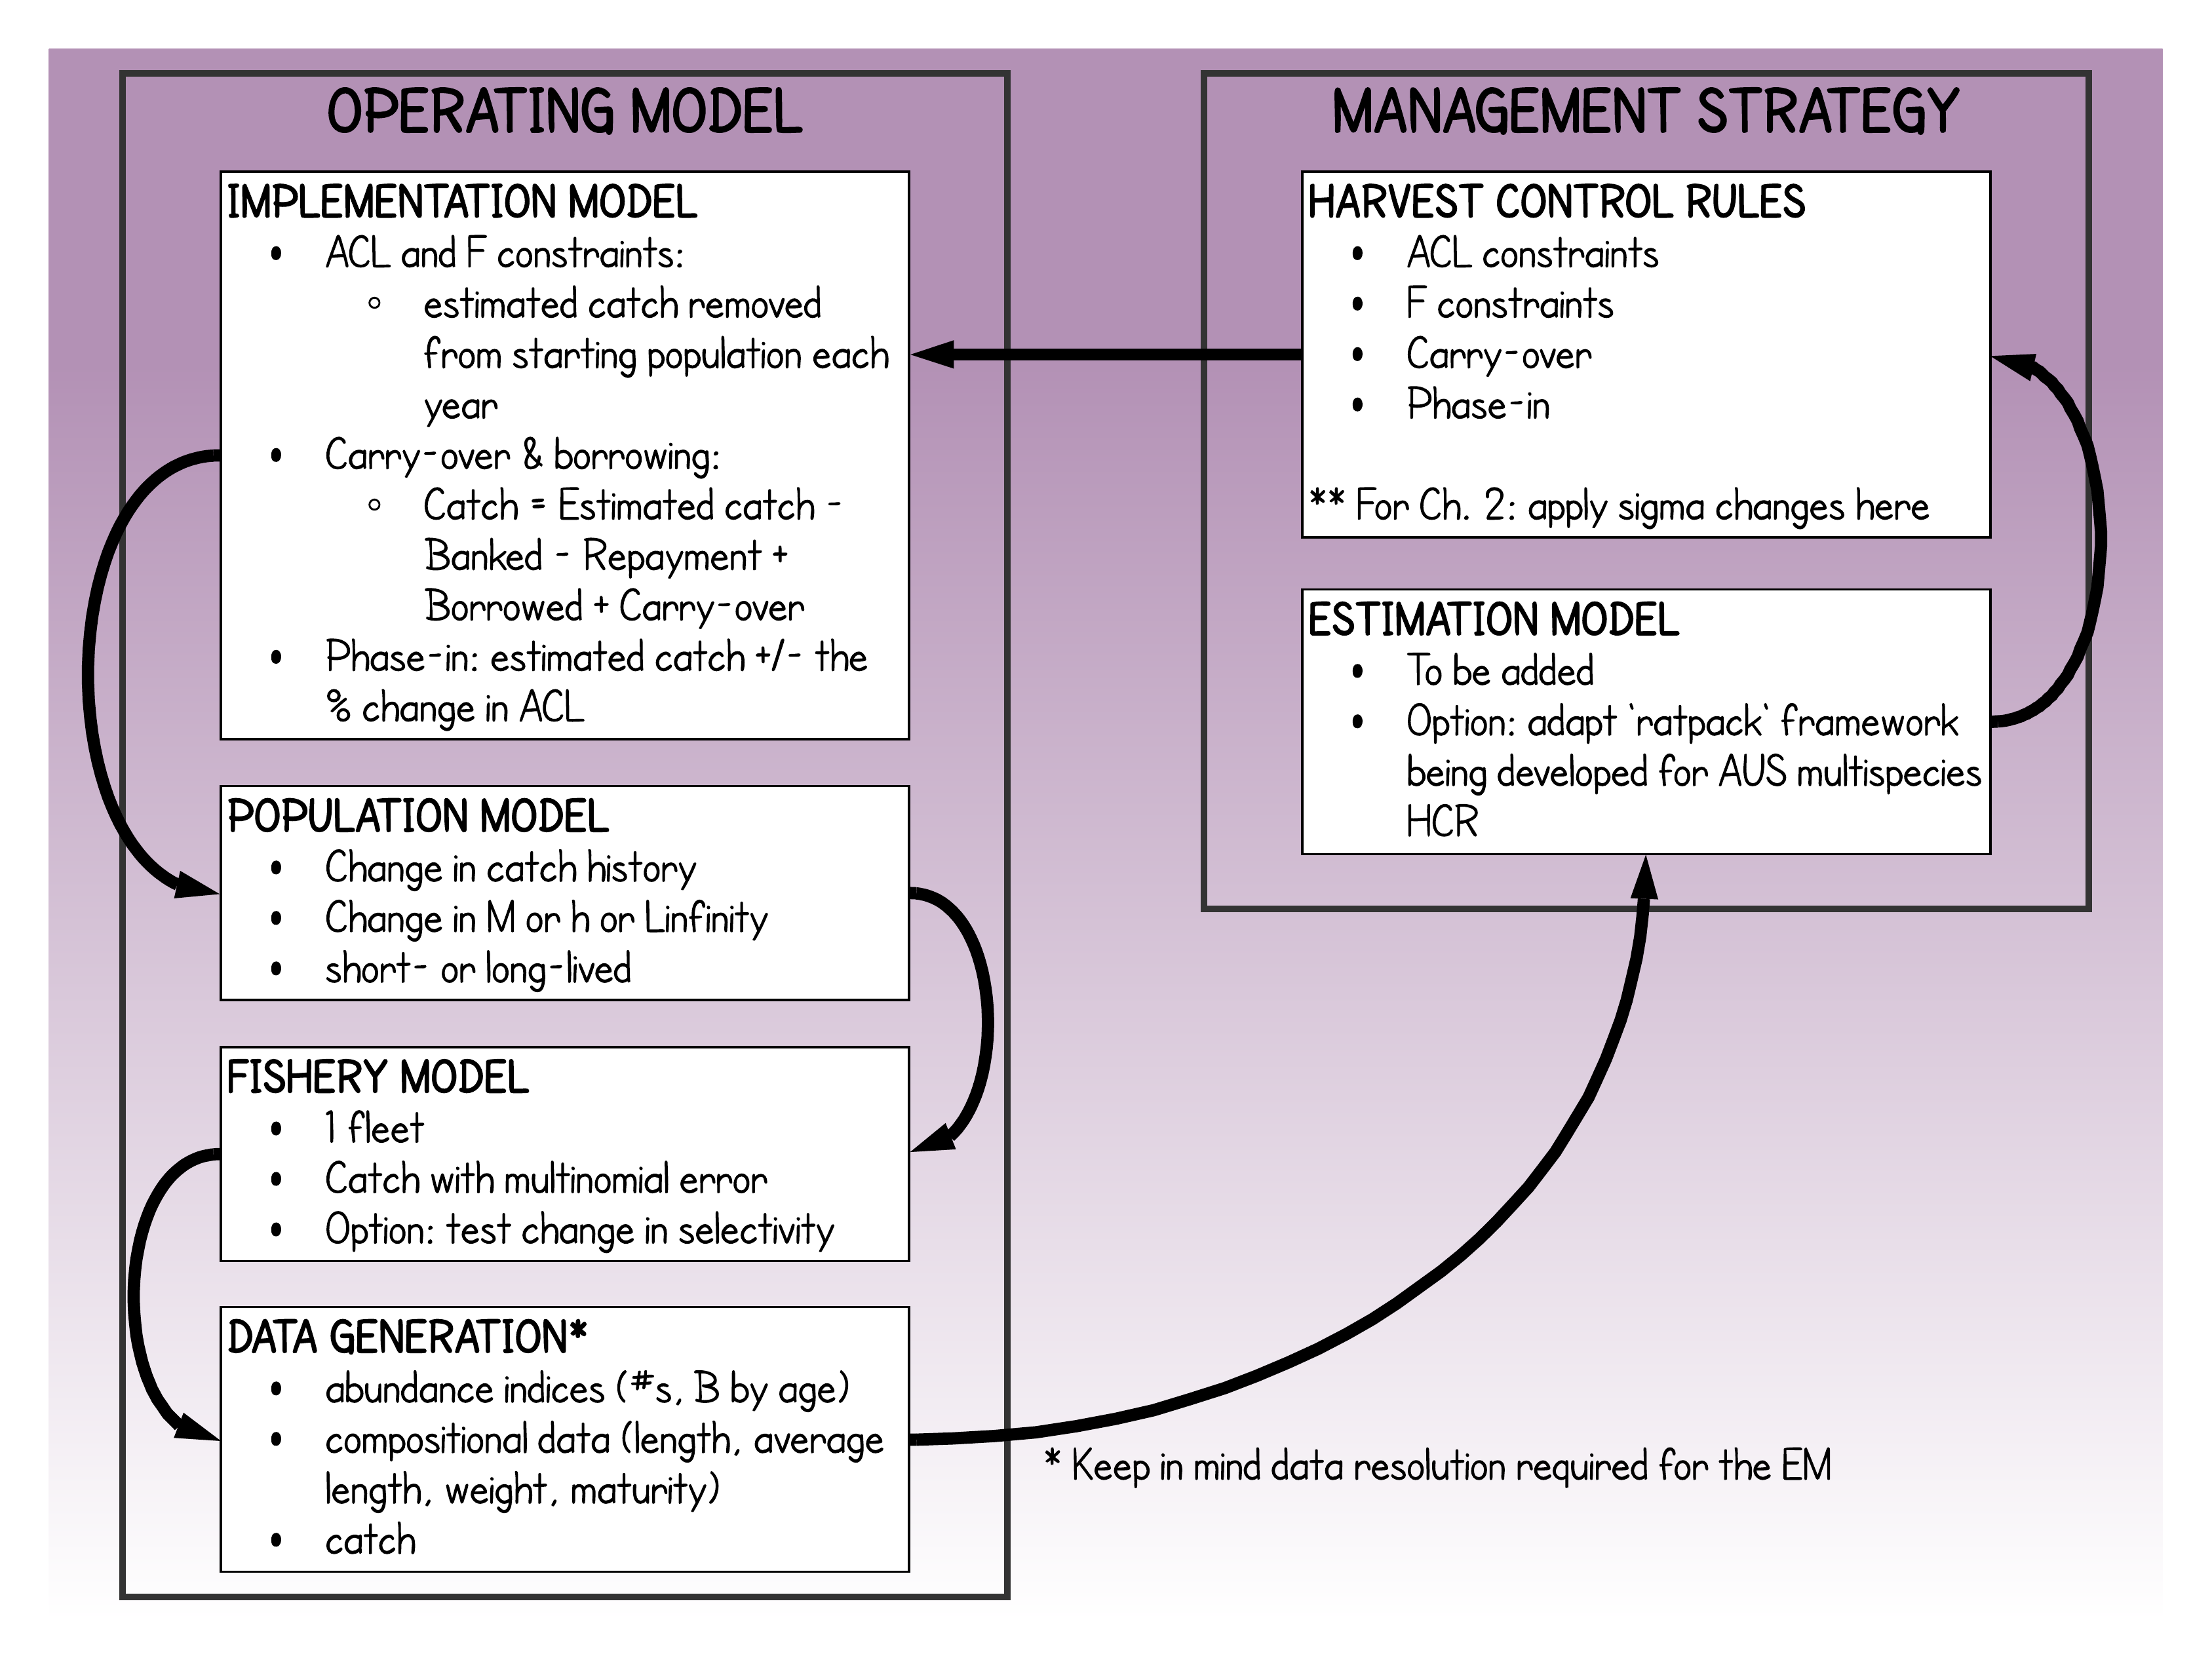 OPERATING MODEL
IMPLEMENTATION MODEL
• ACL and F constraints:
○ estimated catch removed
from starting population each
year
• Carry-over & borrowing:
○ Catch = Estimated catch -
Banked - Repayment +
Borrowed + Carry-over
• Phase-in: estimated catch +/- the
% change in ACL
POPULATION MODEL
• Change in catch history
• Change in M or h or Linfinity
• short- or long-lived
FISHERY MODEL
• 1 fleet
• Catch with multinomial error
• Option: test change in selectivity
DATA GENERATION*
• abundance indices (#s, B by age)
• compositional data (length, average
length, weight, maturity)
• catch
MANAGEMENT STRATEGY
HARVEST CONTROL RULES
• ACL constraints
• F constraints
• Carry-over
• Phase-in
** For Ch. 2: apply sigma changes here
ESTIMATION MODEL
• To be added
• Option: adapt `ratpack` framework
being developed for AUS multispecies
HCR
* Keep in mind data resolution required for the EM